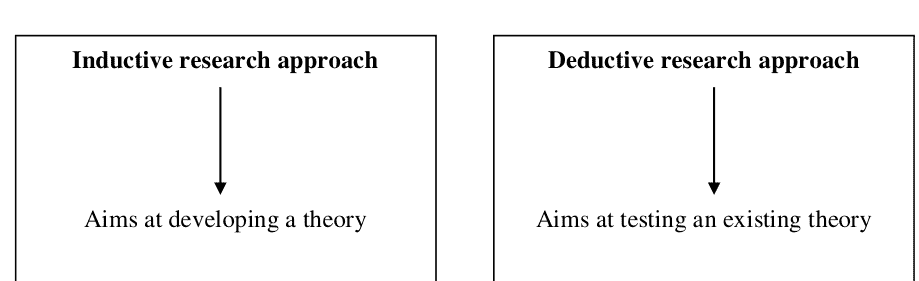 Inductive research approach
Aims at developing a theory
Deductive research approach
Aims at testing an existing theory